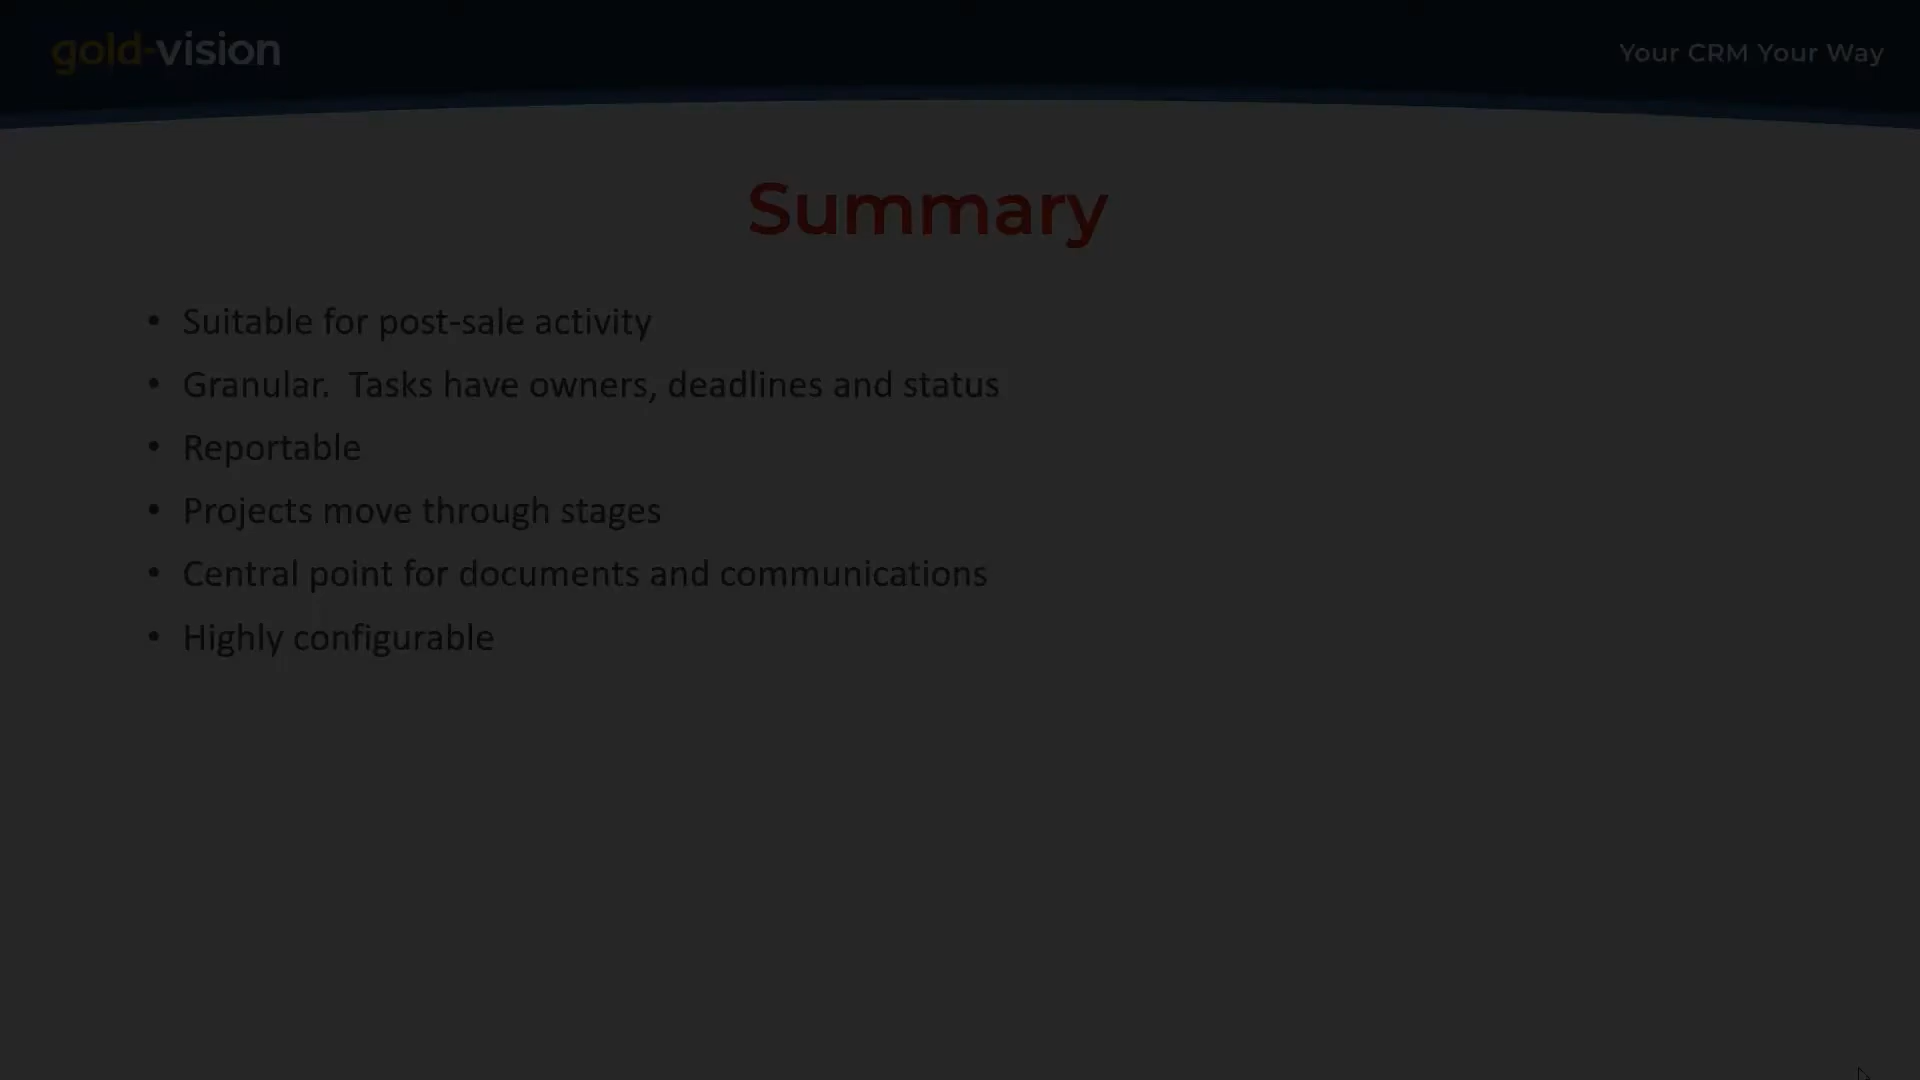 gold-vision
Your CRM Your Way
Summary
• Suitable for post-sale activity
• Granular.  Tasks have owners, deadlines and status
• Reportable
• Projects move through stages
• Central point for documents and communications
• Highly configurable